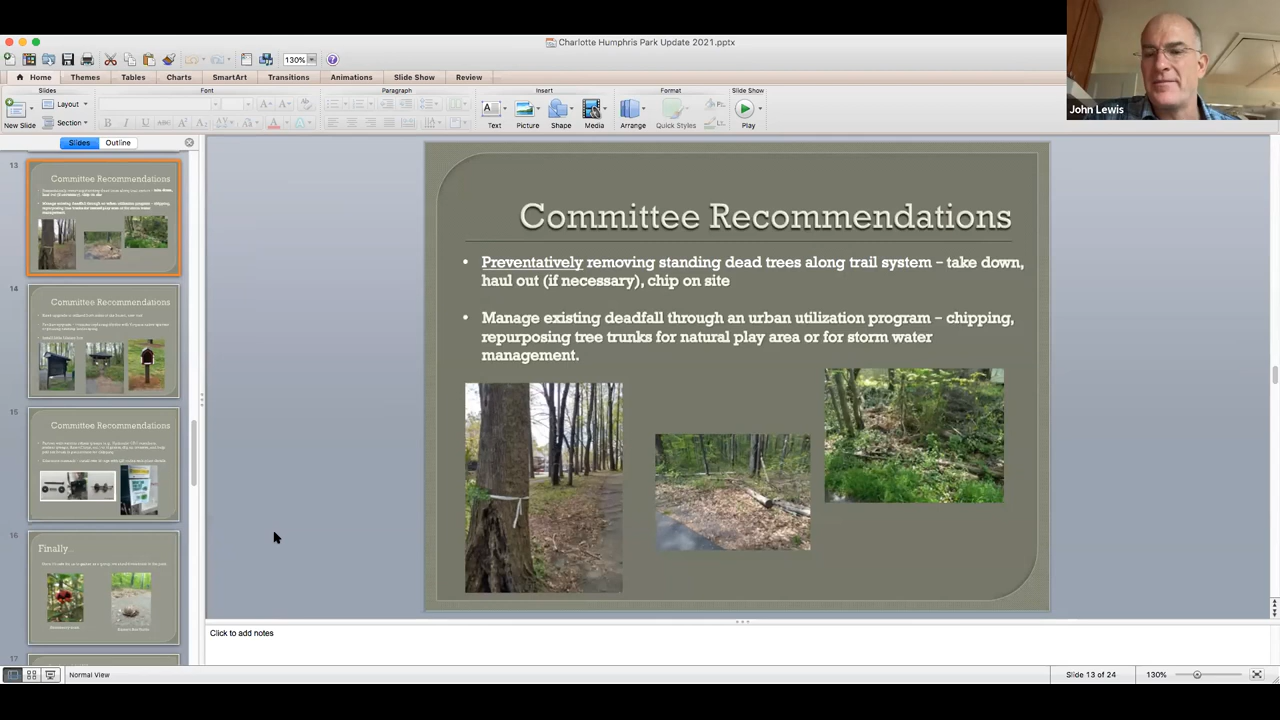 Charlotte Humphris Park Update 2021.pptx
130%
Home Themes Tables Charts SmartArt Transitions Animations Slide Show Review
Slides Font Paragraph Insert Format Slide Show
New Slide Layout Section
B I U
Text Picture Shape Media Arrange Quick Styles Play
John Lewis
Slides Outline
13
Committee Recommendations
14
Committee Recommendations
15
Committee Recommendations
16
Finally...
17
Committee Recommendations
• Preventatively removing standing dead trees along trail system – take down,
haul out (if necessary), chip on site
• Manage existing deadfall through an urban utilization program – chipping,
repurposing tree trunks for natural play area or for storm water
management.
Click to add notes
Normal View
Slide 13 of 24
130%